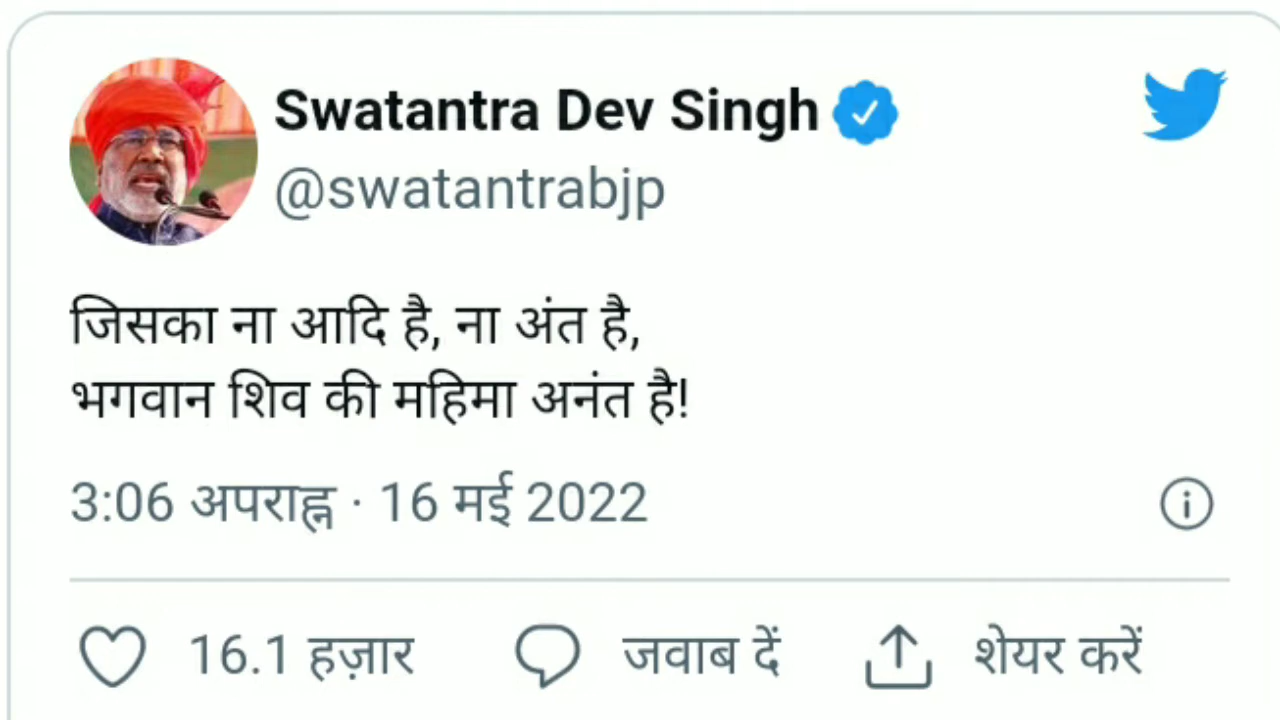 Swatantra Dev Singh
@swatantrabjp
जिसका ना आदि है, ना अंत है,
भगवान शिव की महिमा अनंत है!
3:06 अपराह्न · 16 मई 2022
16.1 हज़ार जवाब दें शेयर करें